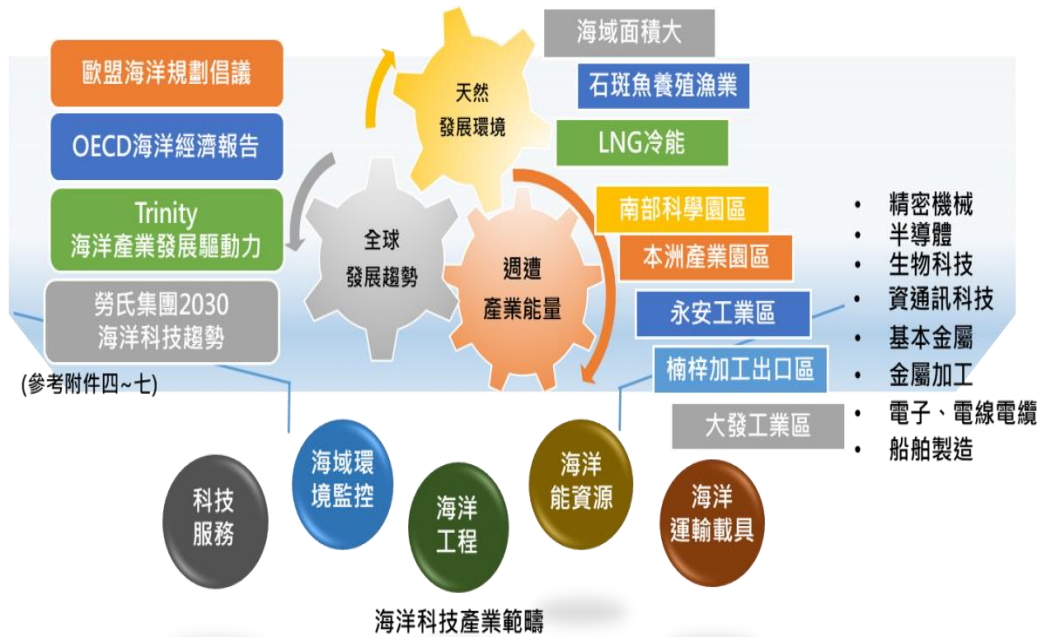 歐盟海洋規劃倡議
OECD海洋經濟報告
Trinity
海洋產業發展驅動力
勞氏集團2030
海洋科技趨勢
(參考附件四~七)
天然
發展環境
全球
發展趨勢
週遭
產業能量
海域面積大
石斑魚養殖漁業
LNG冷能
南部科學園區
本洲產業園區
永安工業區
楠梓加工出口區
大發工業區
• 精密機械
• 半導體
• 生物科技
• 資通訊科技
• 基本金屬
• 金屬加工
• 電子、電線電纜
• 船舶製造
科技
服務
海域環
境監控
海洋
工程
海洋
能資源
海洋
運輸載具
海洋科技產業範疇